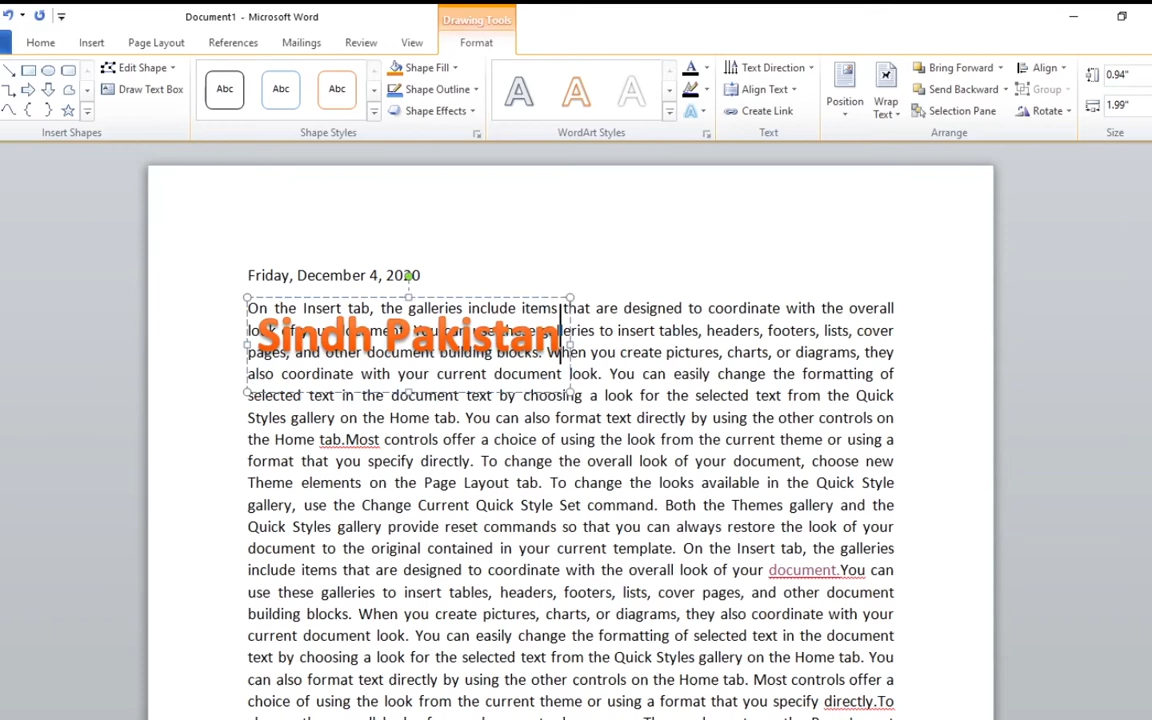 Document1 - Microsoft Word
Drawing Tools
Home Insert Page Layout References Mailings Review View Format
Edit Shape
Draw Text Box
Insert Shapes
Abc Abc Abc
Shape Fill
Shape Outline
Shape Effects
Shape Styles
A A A
WordArt Styles
Text Direction
Align Text
Create Link
Text
Position
Wrap Text
Bring Forward
Send Backward
Selection Pane
Align
Group
Rotate
Arrange
0.94"
1.99"
Size
Friday, December 4, 2020
Sindh Pakistan
On the Insert tab, the galleries include items that are designed to coordinate with the overall
look of your document. You can use these galleries to insert tables, headers, footers, lists, cover
pages, and other document building blocks. When you create pictures, charts, or diagrams, they
also coordinate with your current document look. You can easily change the formatting of
selected text in the document text by choosing a look for the selected text from the Quick
Styles gallery on the Home tab. You can also format text directly by using the other controls on
the Home tab.Most controls offer a choice of using the look from the current theme or using a
format that you specify directly. To change the overall look of your document, choose new
Theme elements on the Page Layout tab. To change the looks available in the Quick Style
gallery, use the Change Current Quick Style Set command. Both the Themes gallery and the
Quick Styles gallery provide reset commands so that you can always restore the look of your
document to the original contained in your current template. On the Insert tab, the galleries
include items that are designed to coordinate with the overall look of your document.You can
use these galleries to insert tables, headers, footers, lists, cover pages, and other document
building blocks. When you create pictures, charts, or diagrams, they also coordinate with your
current document look. You can easily change the formatting of selected text in the document
text by choosing a look for the selected text from the Quick Styles gallery on the Home tab. You
can also format text directly by using the other controls on the Home tab. Most controls offer a
choice of using the look from the current theme or using a format that you specify directly.To